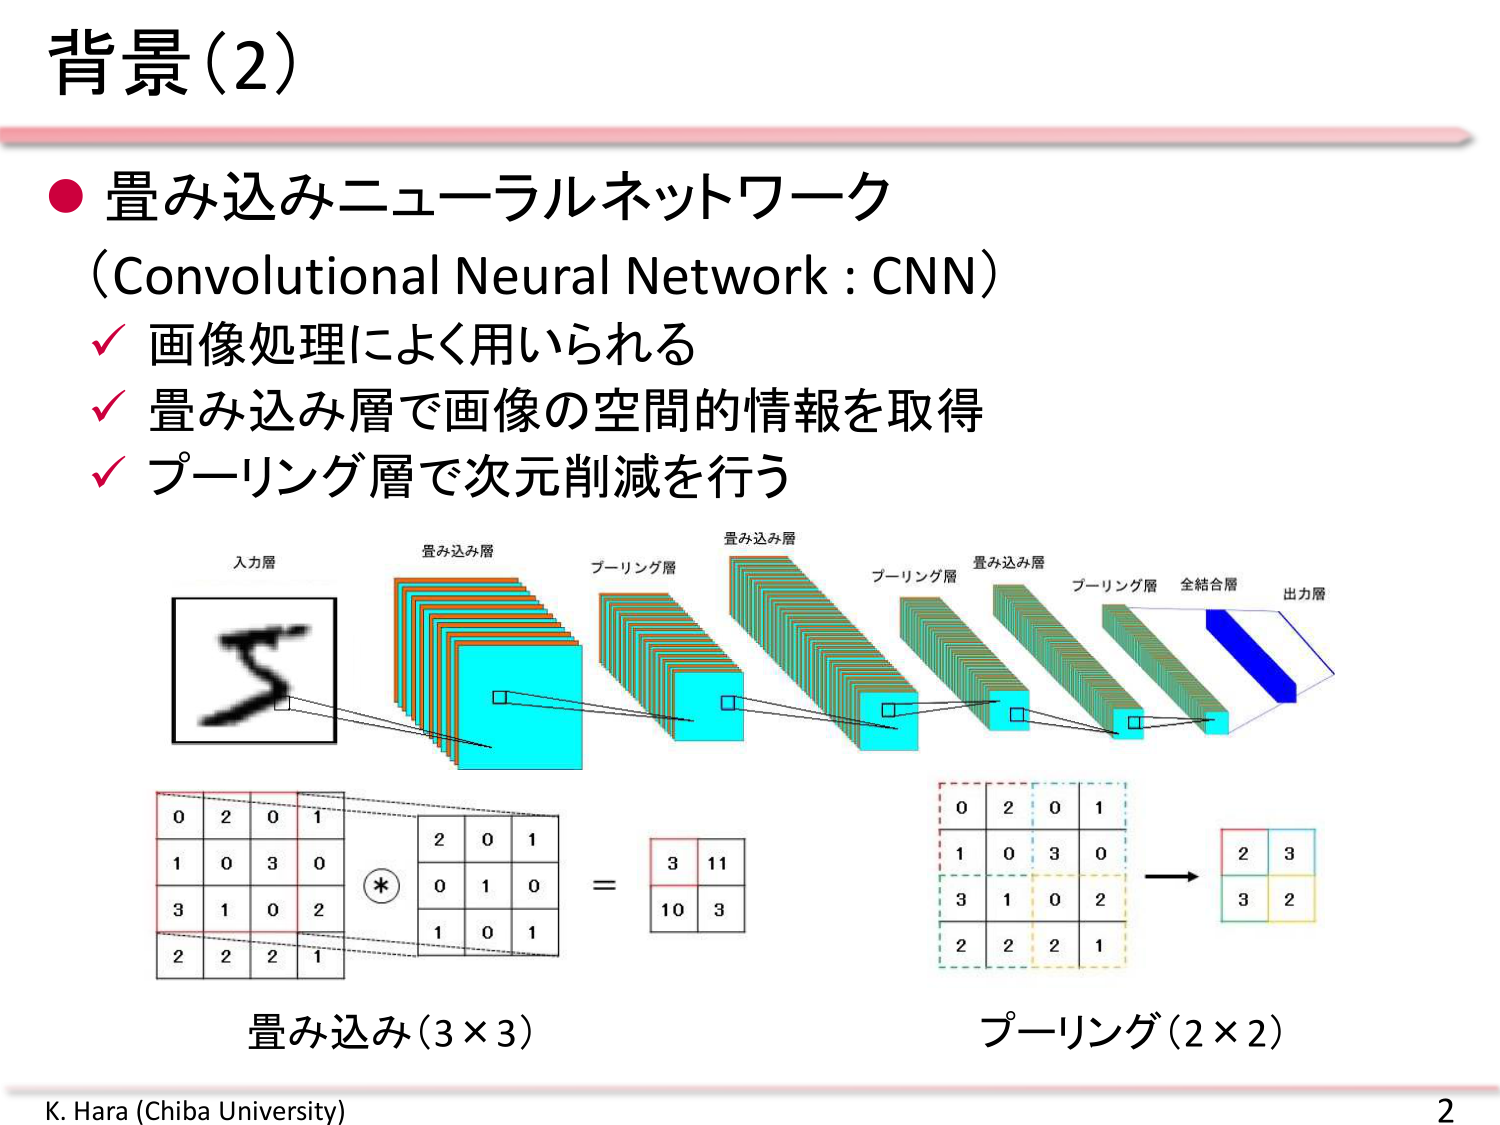 背景(2)
● 畳み込みニューラルネットワーク
(Convolutional Neural Network : CNN)
✓ 画像処理によく用いられる
✓ 畳み込み層で画像の空間的情報を取得
✓ プーリング層で次元削減を行う
入力層 畳み込み層 プーリング層 畳み込み層 プーリング層 畳み込み層 プーリング層 全結合層 出力層
5
0 2 0 1
1 0 3 0
3 1 0 2
2 2 2 1
*
2 0 1
0 1 0
1 0 1
=
3 11
10 3
0 2 0 1
1 0 3 0
3 1 0 2
2 2 2 1
→
2 3
3 2
畳み込み(3×3)
プーリング(2×2)
K. Hara (Chiba University)
2